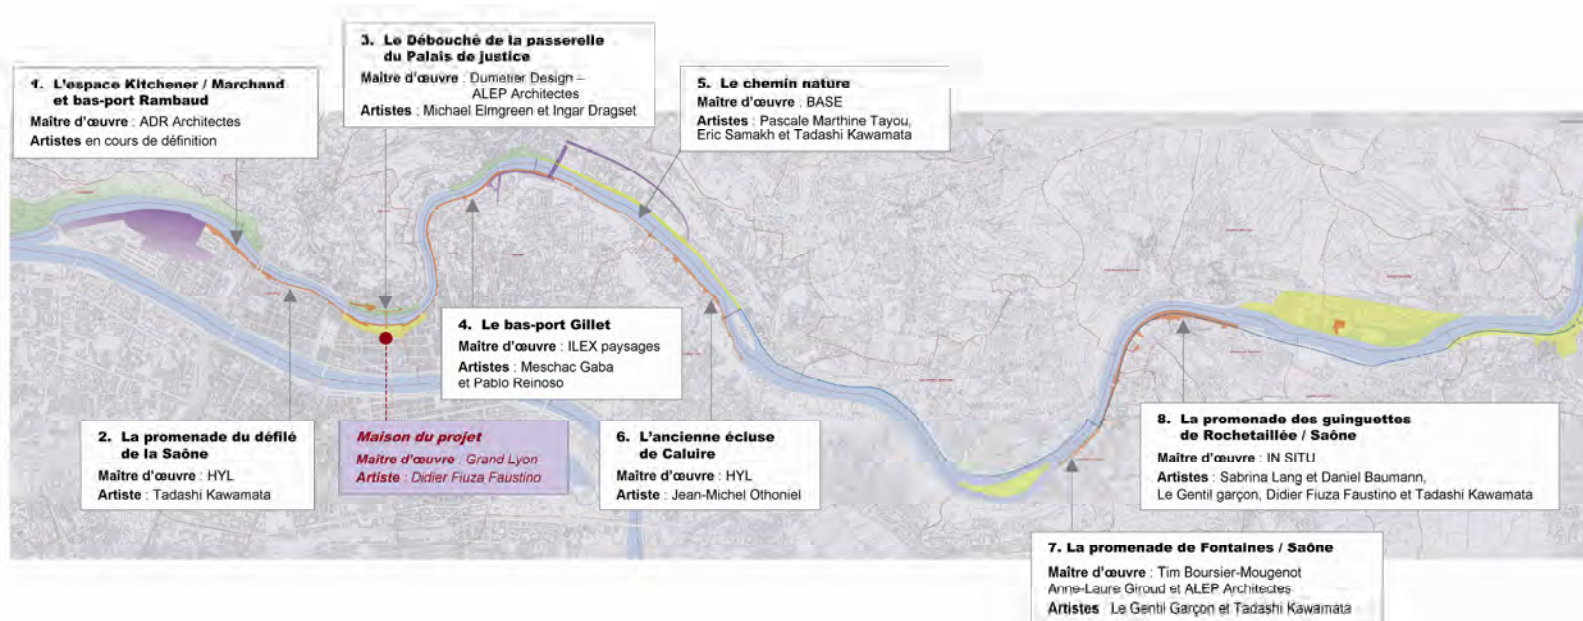 1. L'espace Kitchener / Marchand
et bas-port Rambaud
Maître d'œuvre : ADR Architectes
Artistes en cours de définition
3. Le Débouché de la passerelle
du Palais de justice
Maître d'œuvre : Dumetier Design –
ALEP Architectes
Artistes : Michael Elmgreen et Ingar Dragset
5. Le chemin nature
Maître d'œuvre : BASE
Artistes : Pascale Marthine Tayou,
Eric Samakh et Tadashi Kawamata
4. Le bas-port Gillet
Maître d'œuvre : ILEX paysages
Artistes : Meschac Gaba
et Pablo Reinoso
2. La promenade du défilé
de la Saône
Maître d'œuvre : HYL
Artiste : Tadashi Kawamata
Maison du projet
Maître d'œuvre : Grand Lyon
Artiste : Didier Fiuza Faustino
6. L'ancienne écluse
de Caluire
Maître d'œuvre : HYL
Artiste : Jean-Michel Othoniel
8. La promenade des guinguettes
de Rochetaillée / Saône
Maître d'œuvre : IN SITU
Artistes : Sabrina Lang et Daniel Baumann,
Le Gentil garçon, Didier Fiuza Faustino et Tadashi Kawamata
7. La promenade de Fontaines / Saône
Maître d'œuvre : Tim Boursier-Mougenot
Anne-Laure Giroud et ALEP Architectes
Artistes Le Gentil Garçon et Tadashi Kawamata